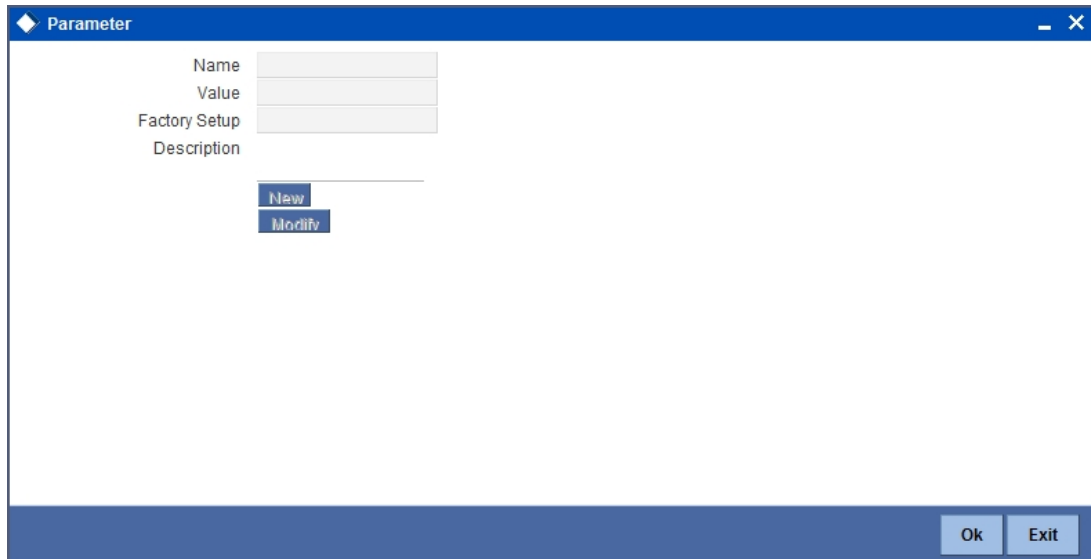 Parameter
Name
Value
Factory Setup
Description
New
Modify
Ok Exit